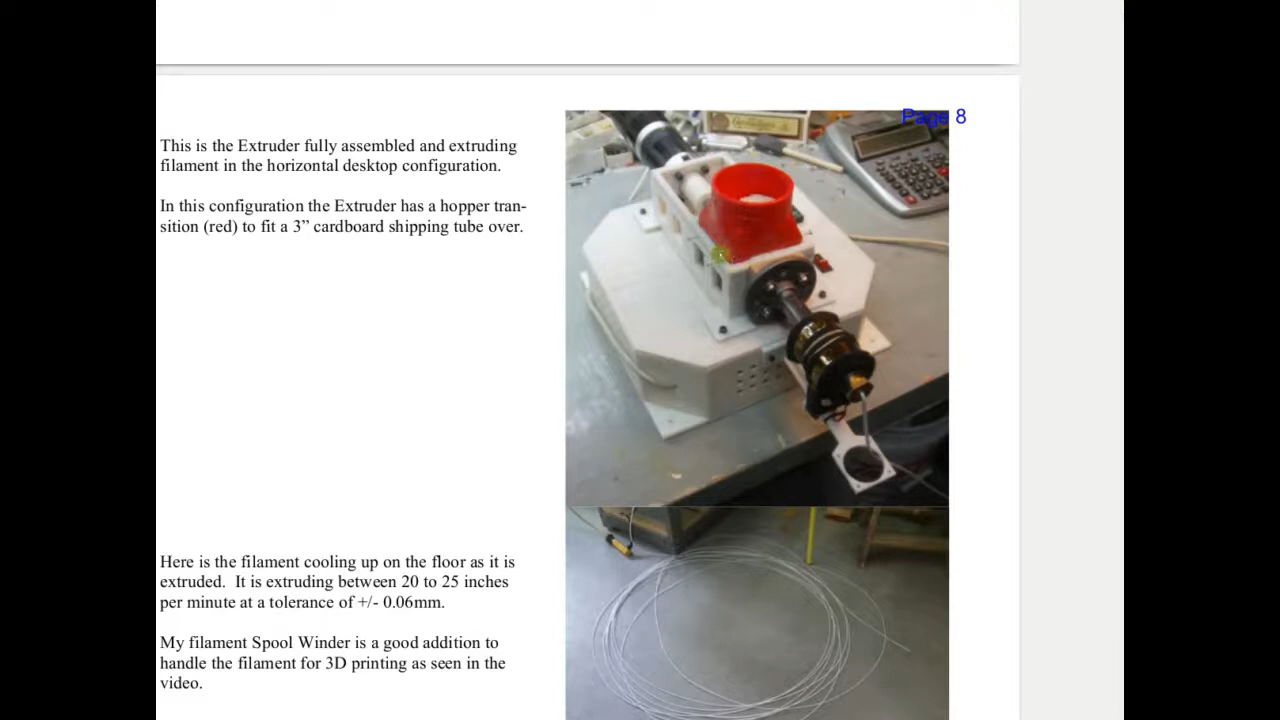 Page 8
This is the Extruder fully assembled and extruding
filament in the horizontal desktop configuration.
In this configuration the Extruder has a hopper tran-
sition (red) to fit a 3” cardboard shipping tube over.
Here is the filament cooling up on the floor as it is
extruded.  It is extruding between 20 to 25 inches
per minute at a tolerance of +/- 0.06mm.
My filament Spool Winder is a good addition to
handle the filament for 3D printing as seen in the
video.